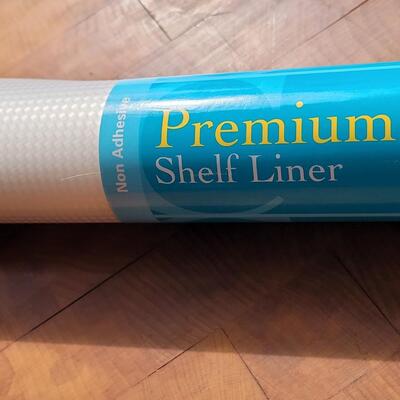 Non Adhesive
Premium
Shelf Liner